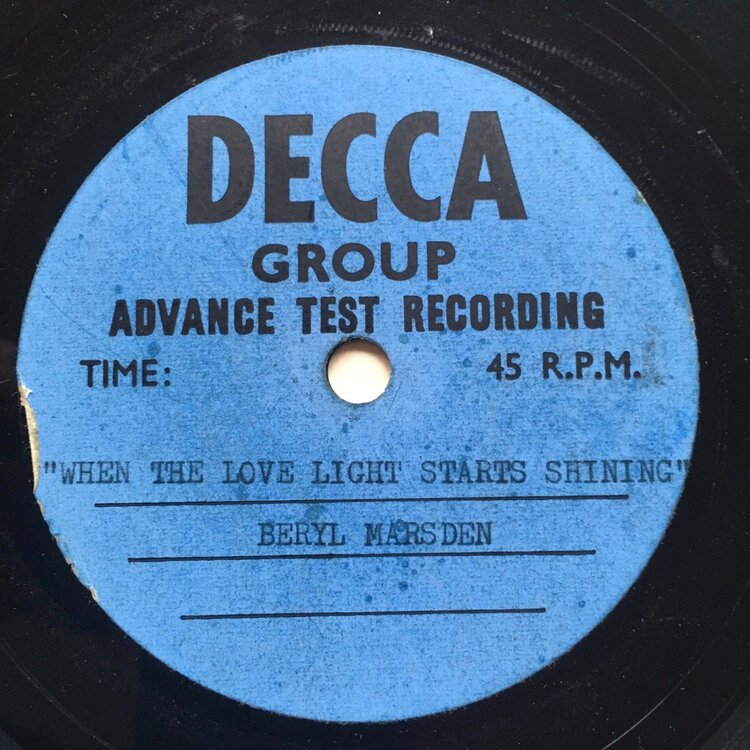 DECCA
GROUP
ADVANCE TEST RECORDING
TIME: 45 R.P.M.
"WHEN THE LOVE LIGHT STARTS SHINING"
BERYL MARSDEN